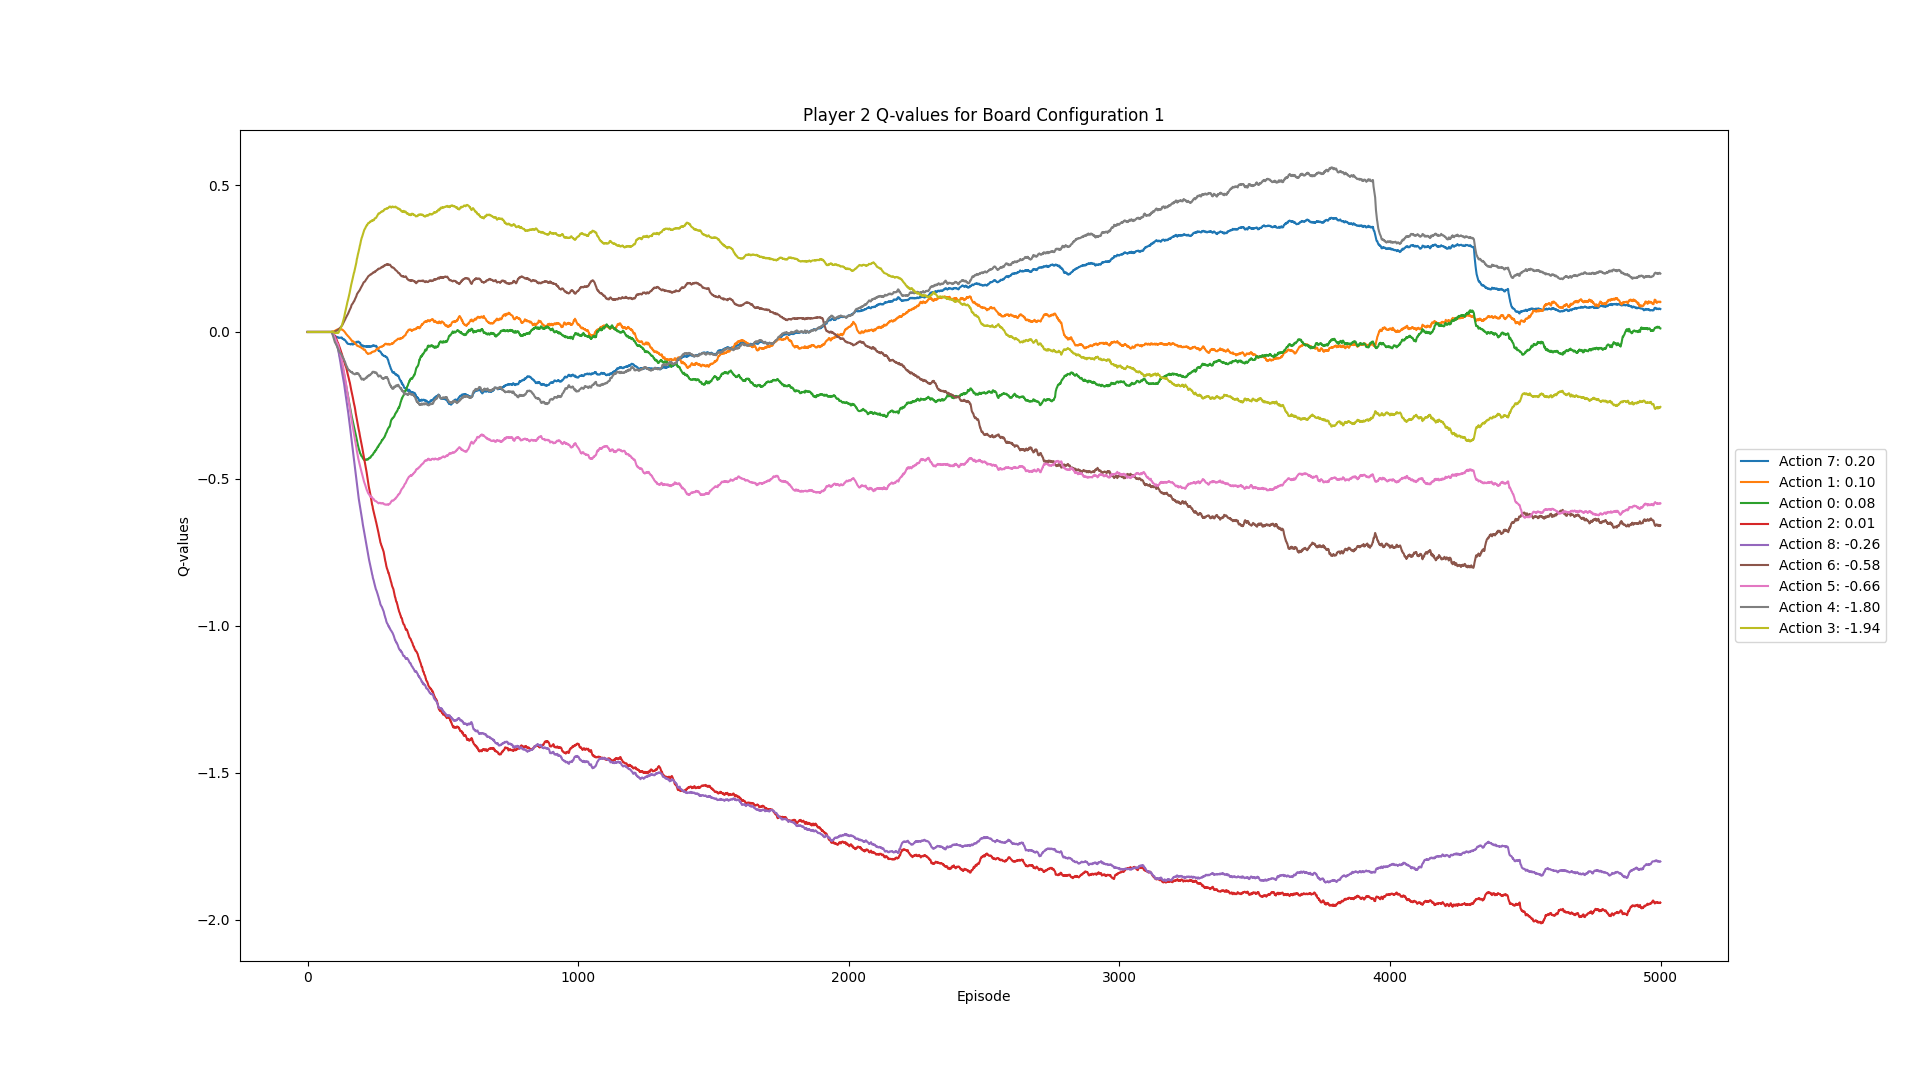 Player 2 Q-values for Board Configuration 1
0.5
0.0
−0.5
−1.0
−1.5
−2.0
Q-values
0 1000 2000 3000 4000 5000
Episode
Action 7: 0.20
Action 1: 0.10
Action 0: 0.08
Action 2: 0.01
Action 8: -0.26
Action 6: -0.58
Action 5: -0.66
Action 4: -1.80
Action 3: -1.94